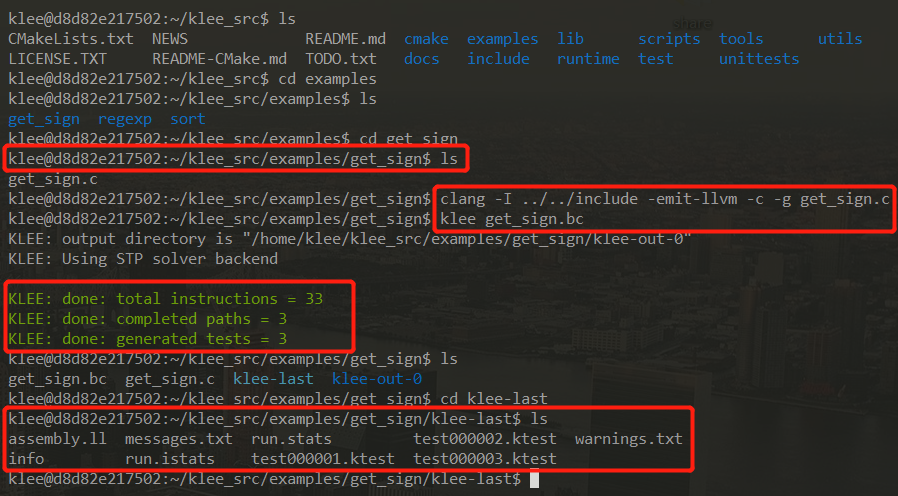 klee@d8d82e217502:~/klee_src$ ls
CMakeLists.txt  NEWS             README.md  cmake  examples  lib      scripts  tools      utils
LICENSE.TXT     README-CMake.md  TODO.txt   docs   include   runtime  test     unittests
klee@d8d82e217502:~/klee_src$ cd examples
klee@d8d82e217502:~/klee_src/examples$ ls
get_sign  regexp  sort
klee@d8d82e217502:~/klee_src/examples$ cd get_sign
klee@d8d82e217502:~/klee_src/examples/get_sign$ ls
get_sign.c
klee@d8d82e217502:~/klee_src/examples/get_sign$ clang -I ../../include -emit-llvm -c -g get_sign.c
klee@d8d82e217502:~/klee_src/examples/get_sign$ klee get_sign.bc
KLEE: output directory is "/home/klee/klee_src/examples/get_sign/klee-out-0"
KLEE: Using STP solver backend
KLEE: done: total instructions = 33
KLEE: done: completed paths = 3
KLEE: done: generated tests = 3
klee@d8d82e217502:~/klee_src/examples/get_sign$ ls
get_sign.bc  get_sign.c  klee-last  klee-out-0
klee@d8d82e217502:~/klee_src/examples/get_sign$ cd klee-last
klee@d8d82e217502:~/klee_src/examples/get_sign/klee-last$ ls
assembly.ll  messages.txt  run.stats         test000002.ktest  warnings.txt
info         run.istats    test000001.ktest  test000003.ktest
klee@d8d82e217502:~/klee_src/examples/get_sign/klee-last$